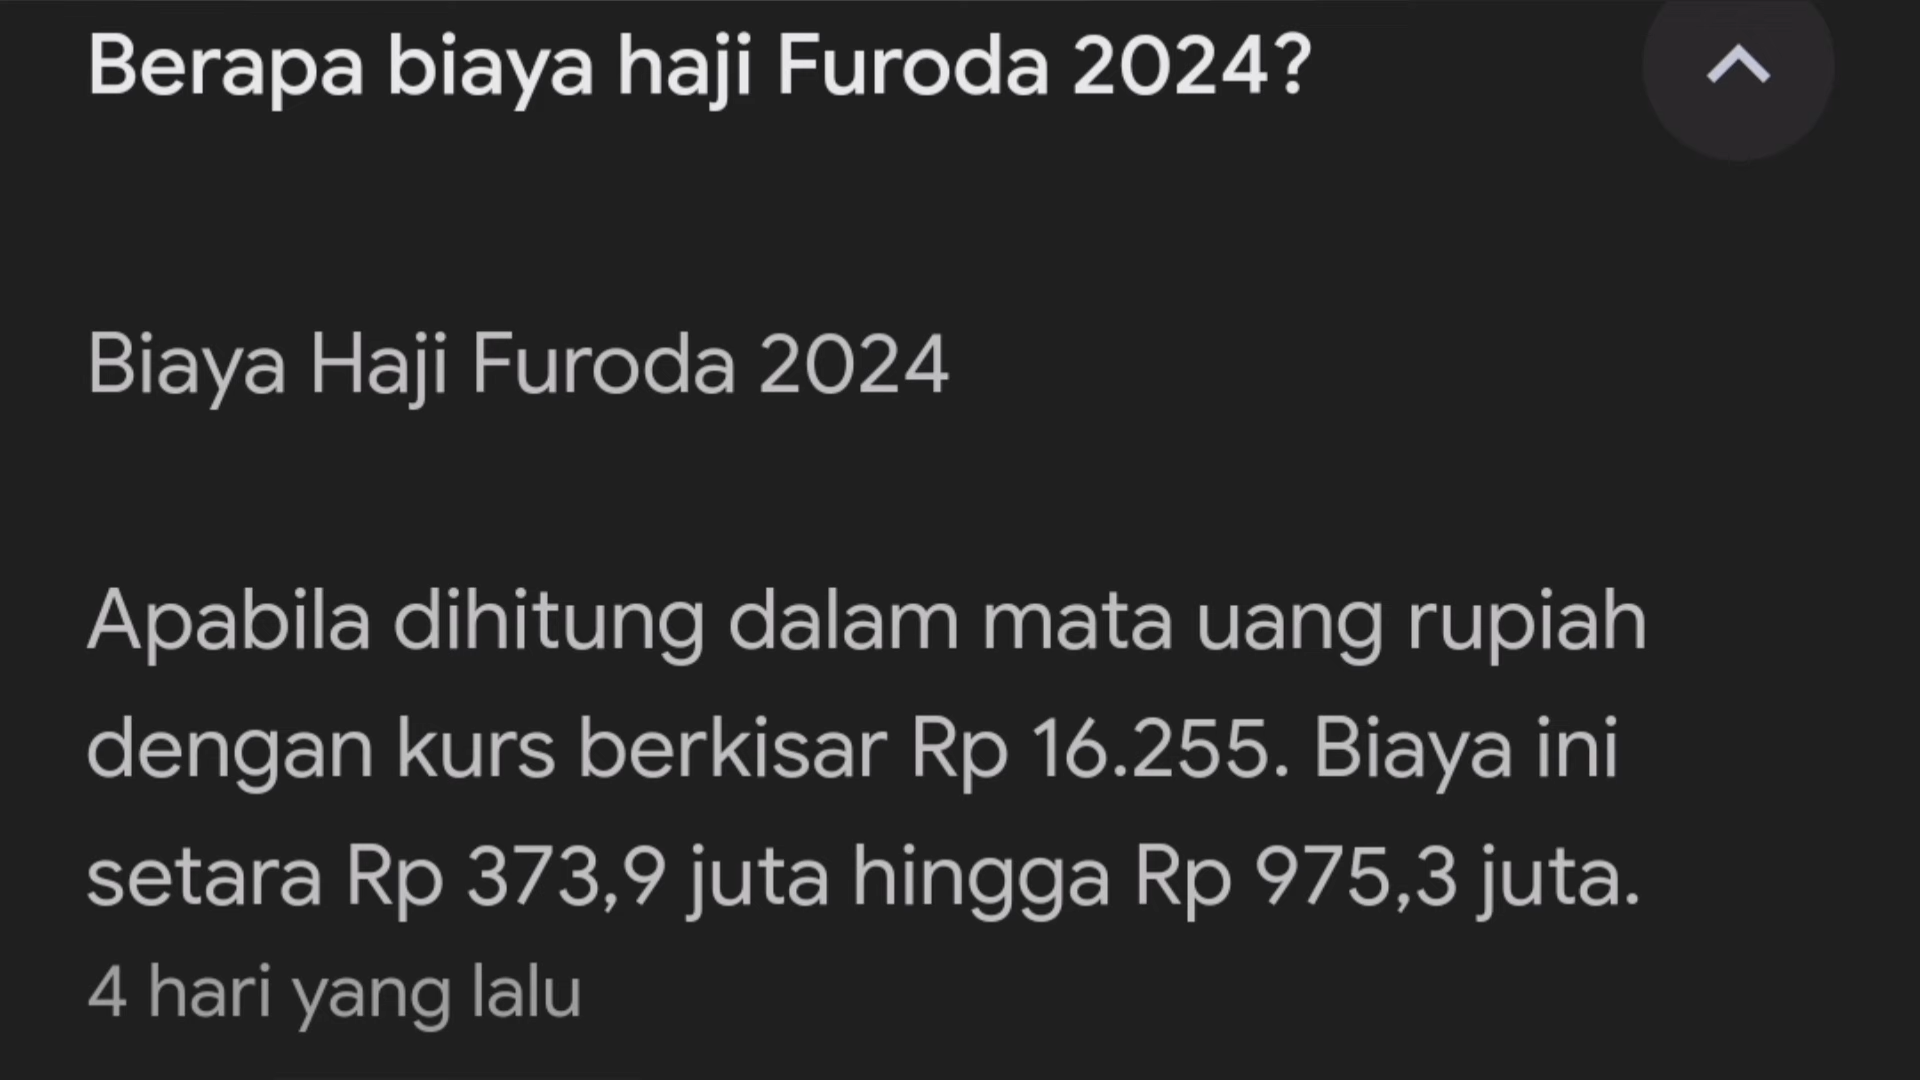 Berapa biaya haji Furoda 2024?
Biaya Haji Furoda 2024
Apabila dihitung dalam mata uang rupiah
dengan kurs berkisar Rp 16.255. Biaya ini
setara Rp 373,9 juta hingga Rp 975,3 juta.
4 hari yang lalu